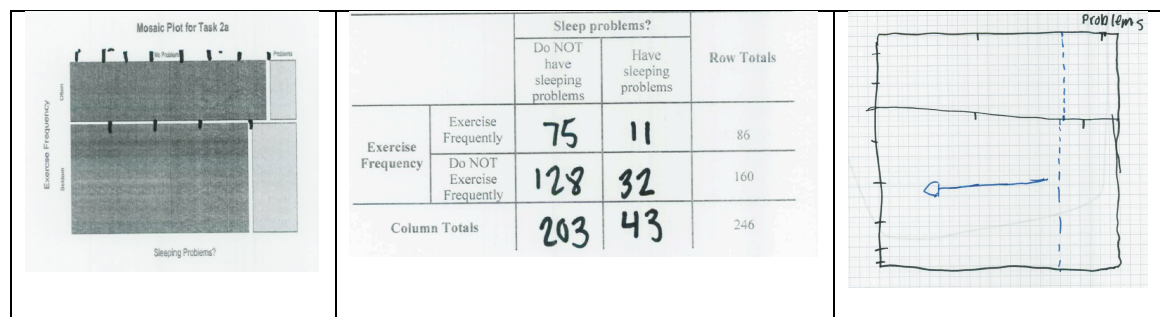 Mosaic Plot for Task 2a
No Problem
Problems
Often
Seldom
Exercise Frequency
Sleeping Problems?
Sleep problems?
Do NOT
have
sleeping
problems
Have
sleeping
problems
Row Totals
Exercise
Frequency
Exercise
Frequently
75 11 86
Do NOT
Exercise
Frequently
128 32 160
Column Totals 203 43 246
Problems